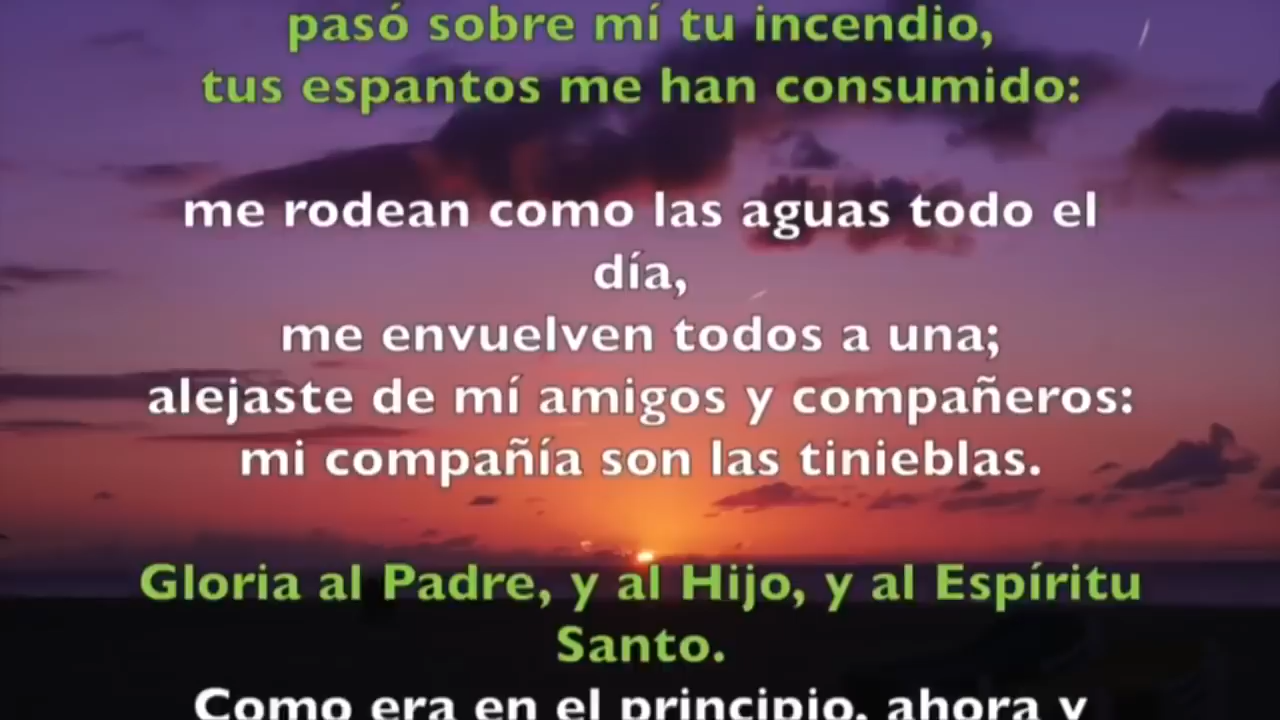 pasó sobre mí tu incendio,
tus espantos me han consumido:
me rodean como las aguas todo el
día,
me envuelven todos a una;
alejaste de mí amigos y compañeros:
mi compañía son las tinieblas.
Gloria al Padre, y al Hijo, y al Espíritu
Santo.
Como era en el principio, ahora y